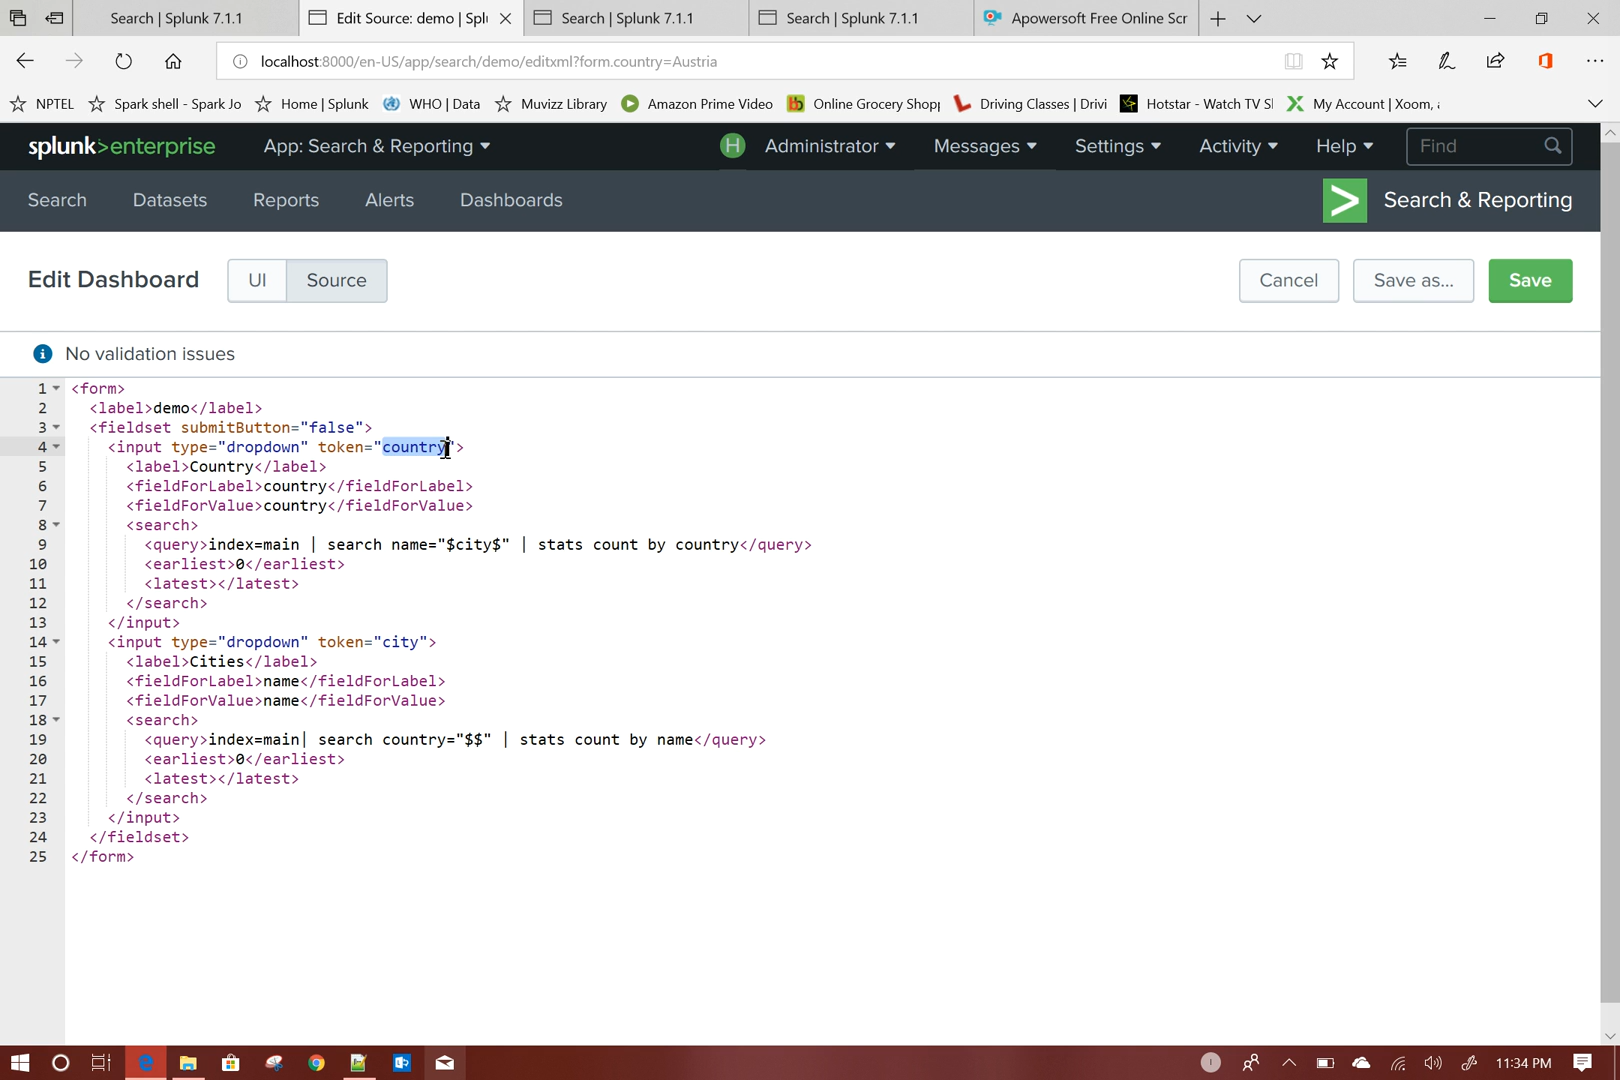 Search | Splunk 7.1.1
Edit Source: demo | Spl
Search | Splunk 7.1.1
Search | Splunk 7.1.1
Apowersoft Free Online Scr
localhost:8000/en-US/app/search/demo/editxml?form.country=Austria
NPTEL
Spark shell - Spark Jo
Home | Splunk
WHO | Data
Muvizz Library
Amazon Prime Video
Online Grocery Shopp
Driving Classes | Drivi
Hotstar - Watch TV S
My Account | Xoom, a
splunk>enterprise
App: Search & Reporting
H
Administrator
Messages
Settings
Activity
Help
Find
Search
Datasets
Reports
Alerts
Dashboards
> Search & Reporting
Edit Dashboard
UI
Source
Cancel
Save as...
Save
No validation issues
1 <form>
2 <label>demo</label>
3 <fieldset submitButton="false">
4 <input type="dropdown" token="country">
5 <label>Country</label>
6 <fieldForLabel>country</fieldForLabel>
7 <fieldForValue>country</fieldForValue>
8 <search>
9 <query>index=main | search name="$city$" | stats count by country</query>
10 <earliest>0</earliest>
11 <latest></latest>
12 </search>
13 </input>
14 <input type="dropdown" token="city">
15 <label>Cities</label>
16 <fieldForLabel>name</fieldForLabel>
17 <fieldForValue>name</fieldForValue>
18 <search>
19 <query>index=main| search country="$$" | stats count by name</query>
20 <earliest>0</earliest>
21 <latest></latest>
22 </search>
23 </input>
24 </fieldset>
25 </form>
11:34 PM